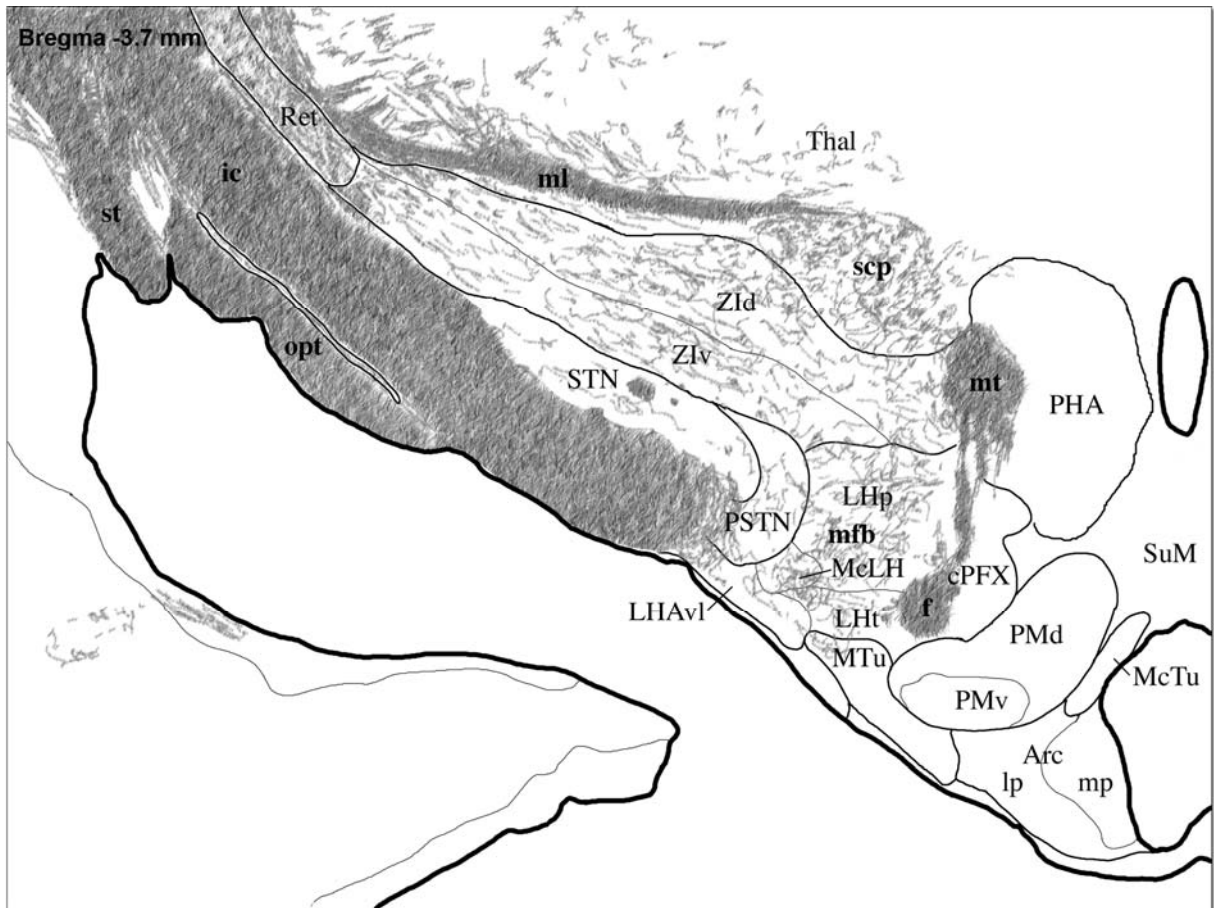 Bregma -3.7 mm
Ret
Thal
ic
ml
st
scp
ZId
opt
ZIv
STN
mt
PHA
LHp
PSTN
mfb
SuM
McLH
cPFX
LHAvl
f
LHt
PMd
MTu
McTu
PMv
Arc
lp
mp